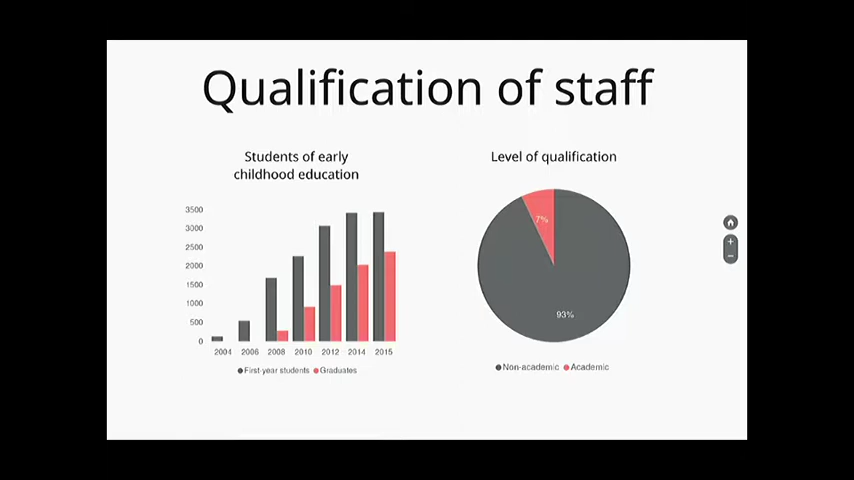 Qualification of staff
Students of early
childhood education
3500
3000
2500
2000
1500
1000
500
0
2004 2006 2008 2010 2012 2014 2015
First-year students Graduates
Level of qualification
7%
93%
Non-academic Academic